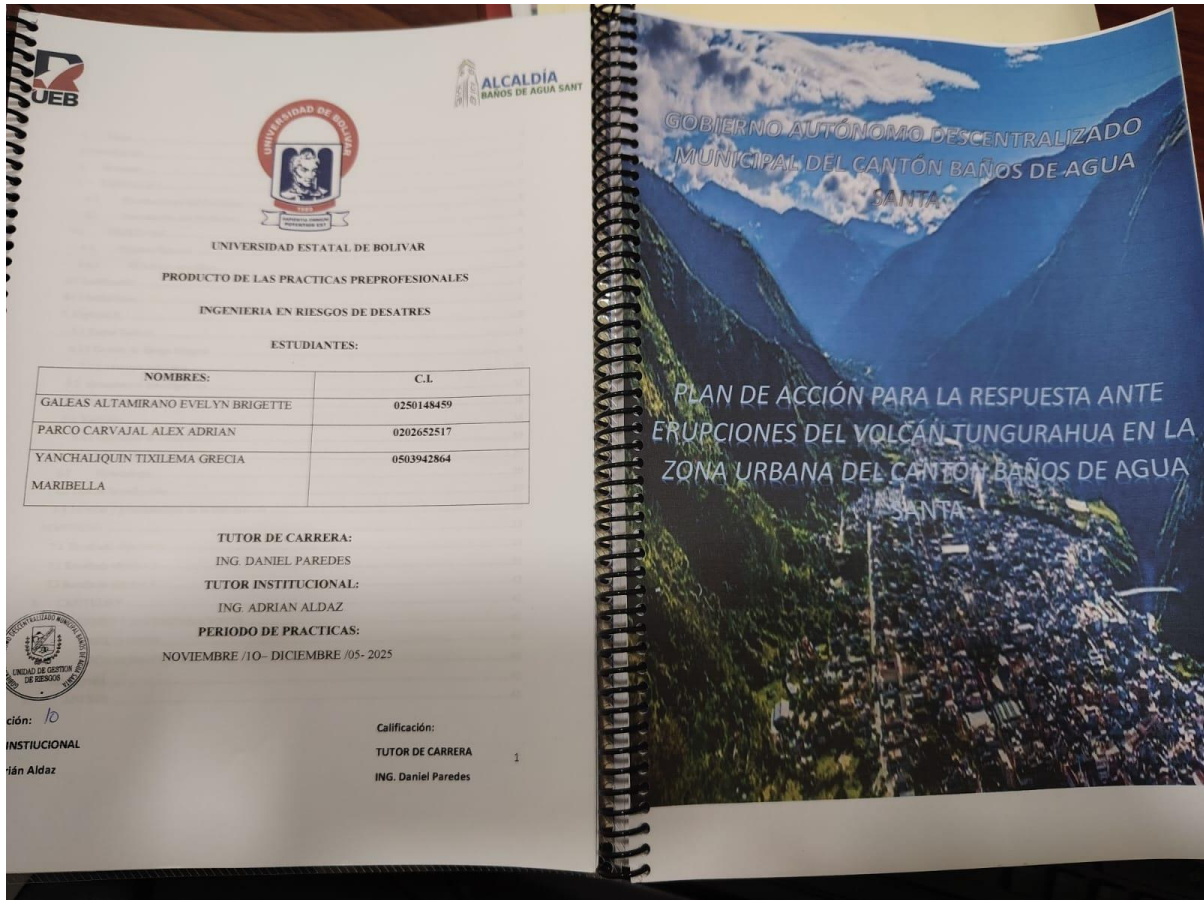 UEB
ALCALDÍA
BAÑOS DE AGUA SANT
UNIVERSIDAD DE BOLIVAR
UNIVERSIDAD ESTATAL DE BOLIVAR
PRODUCTO DE LAS PRACTICAS PREPROFESIONALES
INGENIERIA EN RIESGOS DE DESATRES
ESTUDIANTES:
NOMBRES: C.I.
GALEAS ALTAMIRANO EVELYN BRIGETTE 0250148459
PARCO CARVAJAL ALEX ADRIAN 0202652517
YANCHALIQUIN TIXILEMA GRECIA 0503942864
MARIBELLA
TUTOR DE CARRERA:
ING. DANIEL PAREDES
TUTOR INSTITUCIONAL:
ING. ADRIAN ALDAZ
PERIODO DE PRACTICAS:
NOVIEMBRE /1O– DICIEMBRE /05- 2025
UNIDAD DE GESTIÓN
DE RIESGOS
ción: 10
INSTIUCIONAL
rián Aldaz
Calificación:
TUTOR DE CARRERA
ING. Daniel Paredes
1
GOBIERNO AUTÓNOMO DESCENTRALIZADO
MUNICIPAL DEL CANTÓN BAÑOS DE AGUA
SANTA
PLAN DE ACCIÓN PARA LA RESPUESTA ANTE
ERUPCIONES DEL VOLCÁN TUNGURAHUA EN LA
ZONA URBANA DEL CANTÓN BAÑOS DE AGUA
SANTA